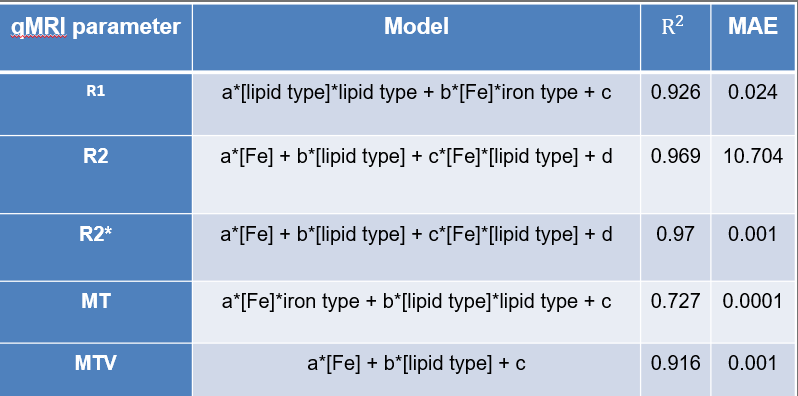 qMRI parameter Model R² MAE
R1 a*[lipid type]*lipid type + b*[Fe]*iron type + c 0.926 0.024
R2 a*[Fe] + b*[lipid type] + c*[Fe]*[lipid type] + d 0.969 10.704
R2* a*[Fe] + b*[lipid type] + c*[Fe]*[lipid type] + d 0.97 0.001
MT a*[Fe]*iron type + b*[lipid type]*lipid type + c 0.727 0.0001
MTV a*[Fe] + b*[lipid type] + c 0.916 0.001